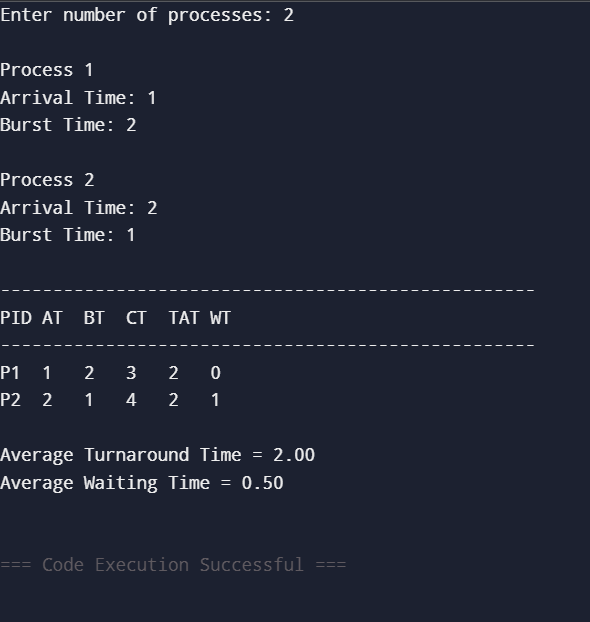 Enter number of processes: 2
Process 1
Arrival Time: 1
Burst Time: 2
Process 2
Arrival Time: 2
Burst Time: 1
---------------------------------------------------
PID AT  BT  CT  TAT WT
---------------------------------------------------
P1  1   2   3   2   0
P2  2   1   4   2   1
Average Turnaround Time = 2.00
Average Waiting Time = 0.50
=== Code Execution Successful ===